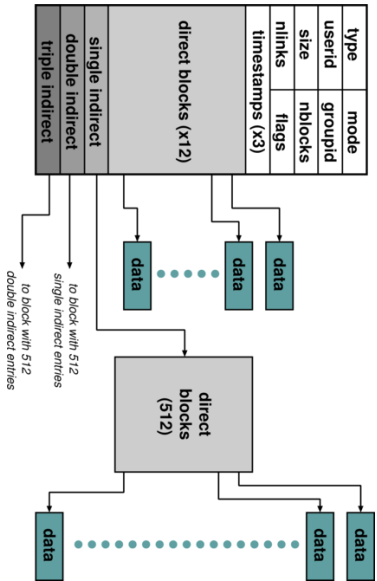 type mode
userid groupid
size nblocks
nlinks flags
timestamps (x3)
direct blocks (x12)
single indirect
double indirect
triple indirect
data
data
data
to block with 512
single indirect entries
to block with 512
double indirect entries
direct
blocks
(512)
data
data
data